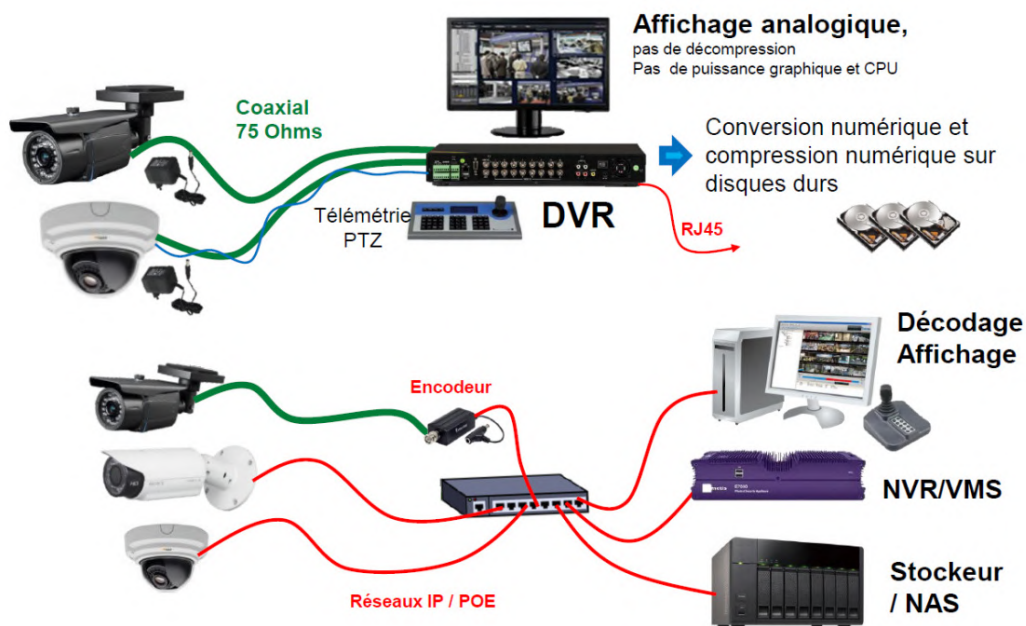 Affichage analogique,
pas de décompression
Pas de puissance graphique et CPU
Coaxial
75 Ohms
Conversion numérique et
compression numérique sur
disques durs
Télémétrie
PTZ
DVR
RJ45
Décodage
Affichage
Encodeur
NVR/VMS
Réseaux IP / POE
Stockeur
/ NAS